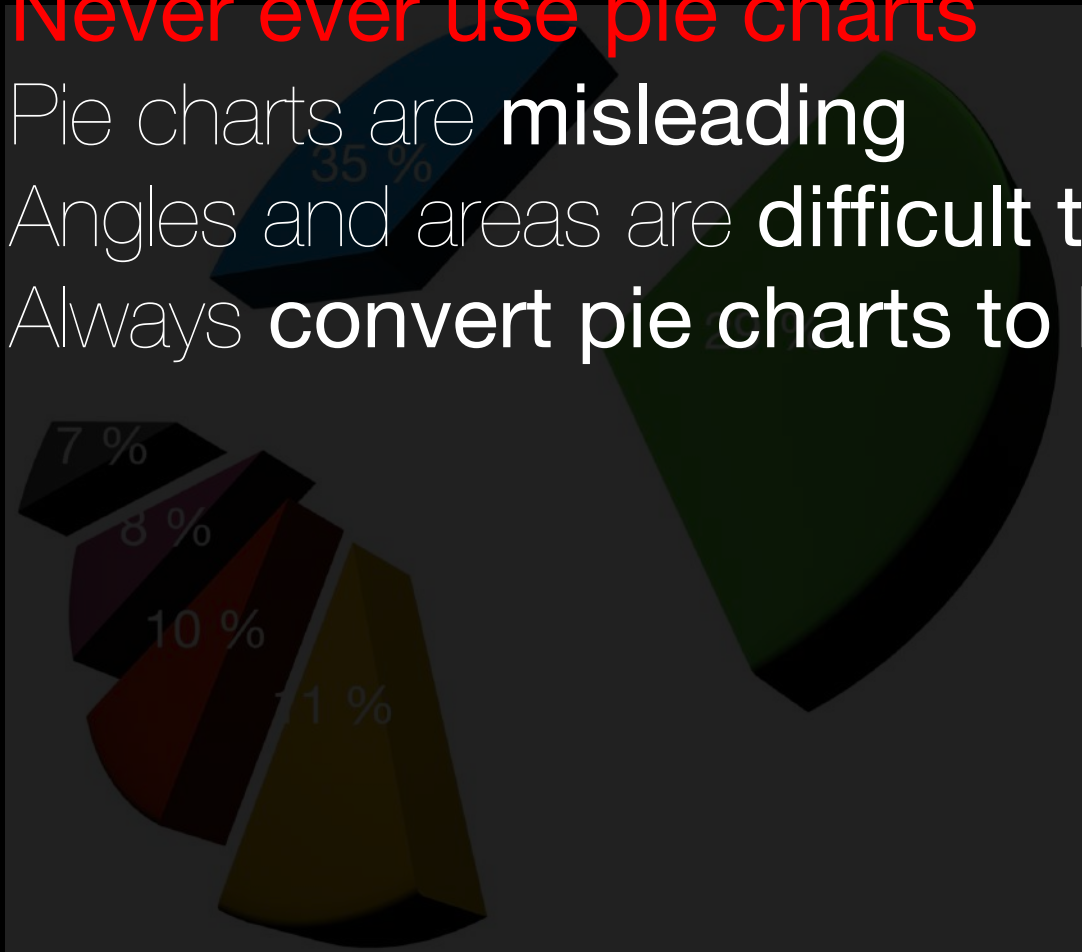 Never ever use pie charts
Pie charts are misleading
35 %
Angles and areas are difficult t
Always convert pie charts to
7 %
8 %
10 %
11 %